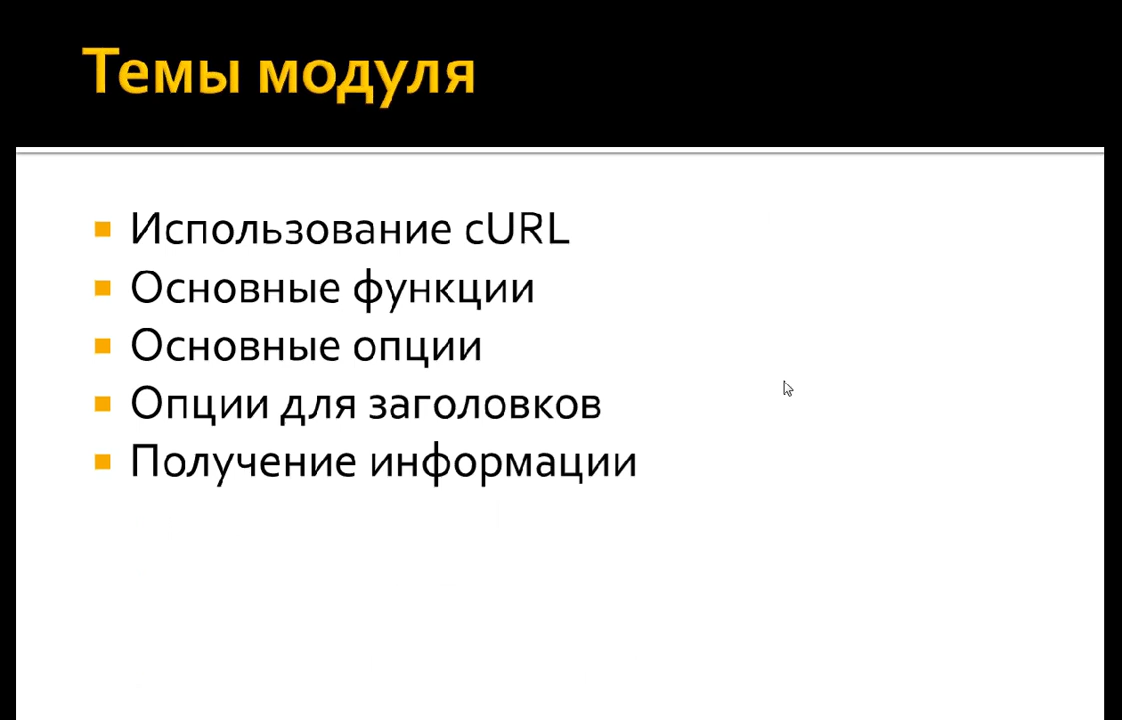 Темы модуля
Использование cURL
Основные функции
Основные опции
Опции для заголовков
Получение информации